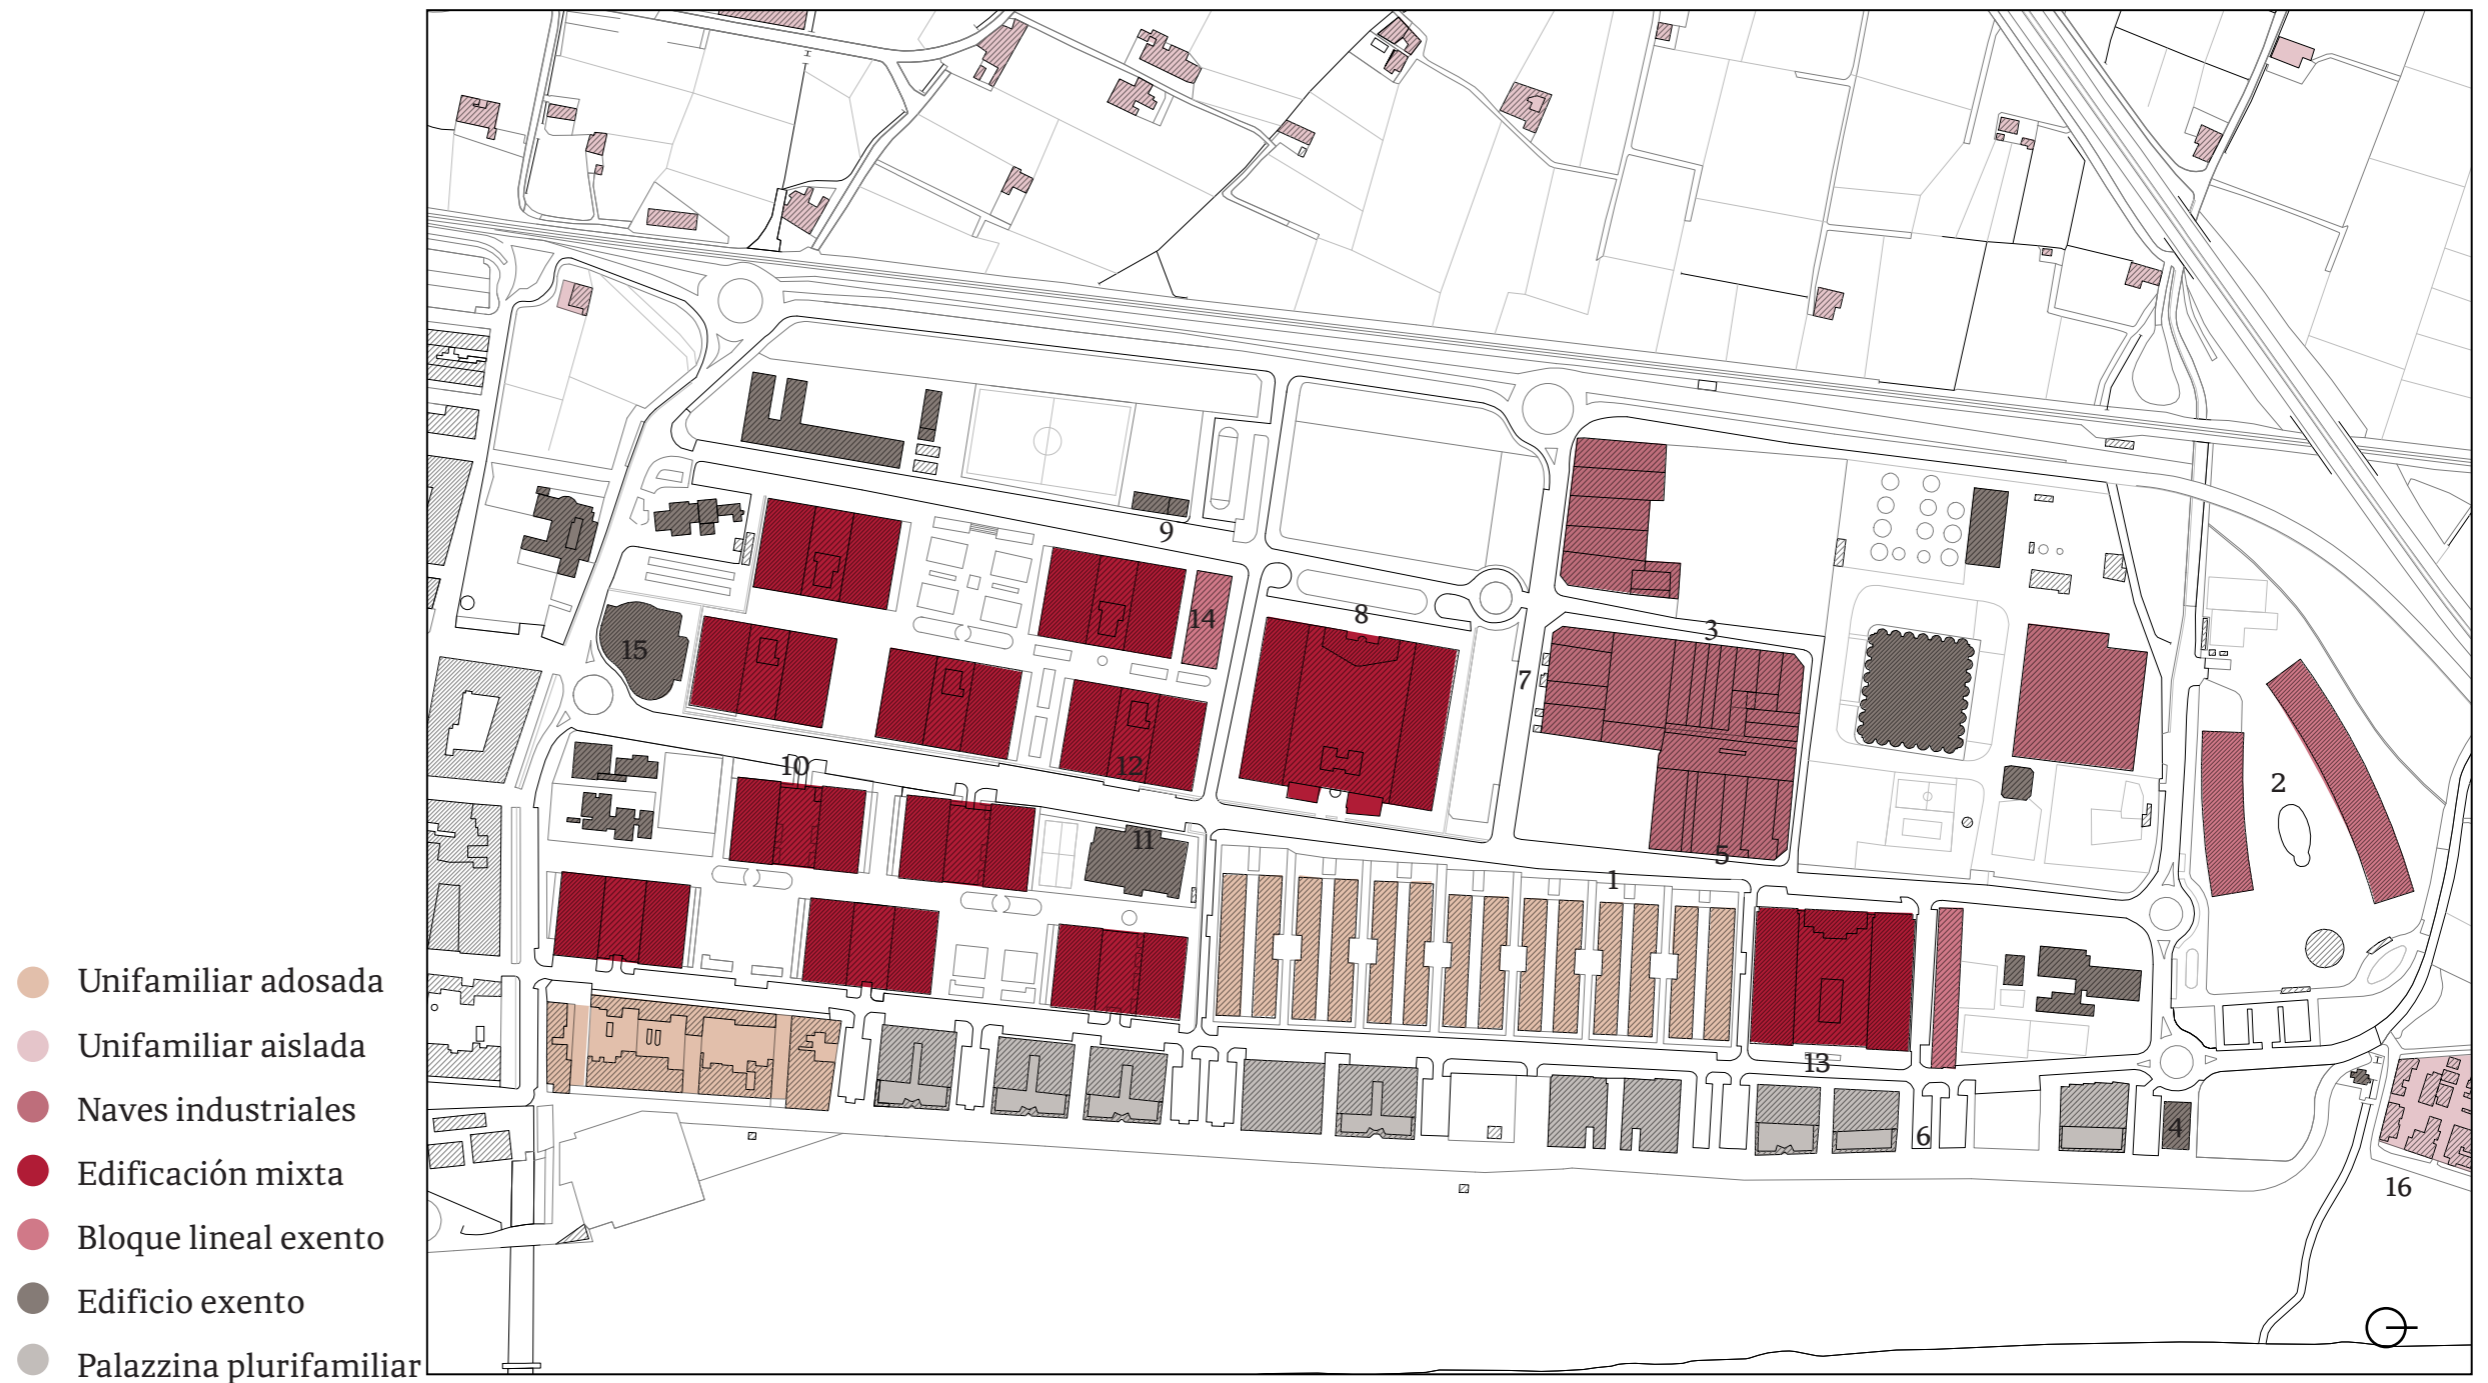 9
14
8
3
15
7
10
12
2
11
5
1
Unifamiliar adosada
Unifamiliar aislada
13
Naves industriales
6
4
Edificación mixta
16
Bloque lineal exento
Edificio exento
Palazzina plurifamiliar